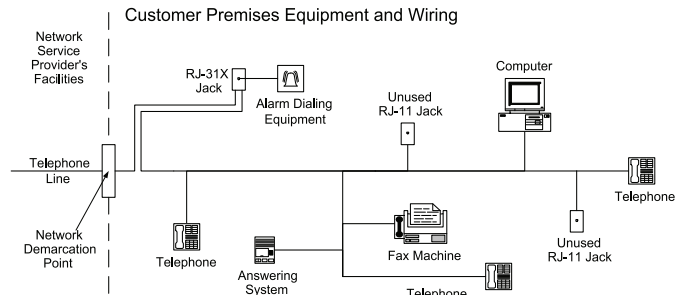 Customer Premises Equipment and Wiring
Network
Service
Provider's
Facilities
RJ-31X
Jack
Alarm Dialing
Equipment
Unused
RJ-11 Jack
Computer
Telephone
Line
Network
Demarcation
Point
Telephone
Answering
System
Fax Machine
Telephone
Unused
RJ-11 Jack
Telephone